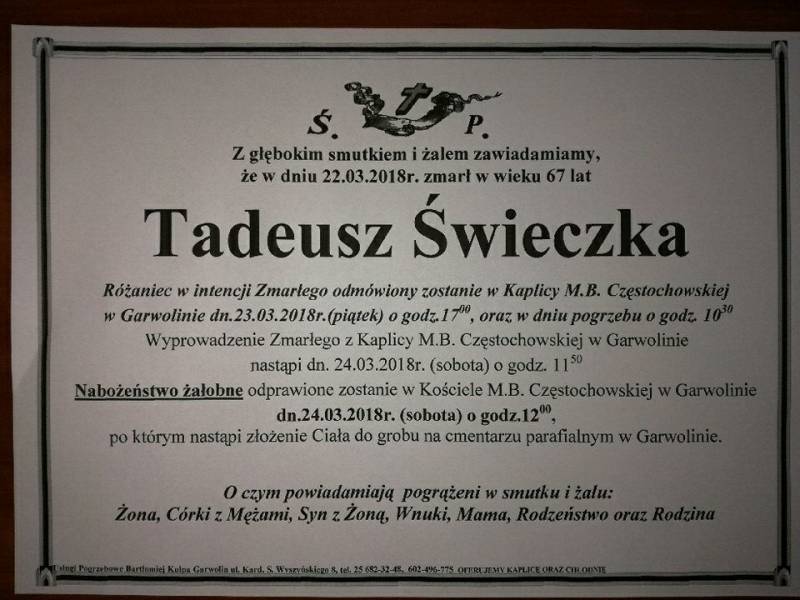 Ś. P.
Z głębokim smutkiem i żalem zawiadamiamy,
że w dniu 22.03.2018r. zmarł w wieku 67 lat
Tadeusz Świeczka
Różaniec w intencji Zmarłego odmówiony zostanie w Kaplicy M.B. Częstochowskiej
w Garwolinie dn.23.03.2018r.(piątek) o godz.17⁰⁰, oraz w dniu pogrzebu o godz. 10³⁰
Wyprowadzenie Zmarłego z Kaplicy M.B. Częstochowskiej w Garwolinie
nastąpi dn. 24.03.2018r. (sobota) o godz. 11⁵⁰
Nabożeństwo żałobne odprawione zostanie w Kościele M.B. Częstochowskiej w Garwolinie
dn.24.03.2018r. (sobota) o godz.12⁰⁰,
po którym nastąpi złożenie Ciała do grobu na cmentarzu parafialnym w Garwolinie.
O czym powiadamiają pogrążeni w smutku i żalu:
Żona, Córki z Mężami, Syn z Żoną, Wnuki, Mama, Rodzeństwo oraz Rodzina
Usługi Pogrzebowe Bartłomiej Kulpa Garwolin ul. Kard. S. Wyszyńskiego 8, tel. 25 682-32-48, 602-496-775 OFERUJEMY KAPLICĘ ORAZ CHŁODNIE